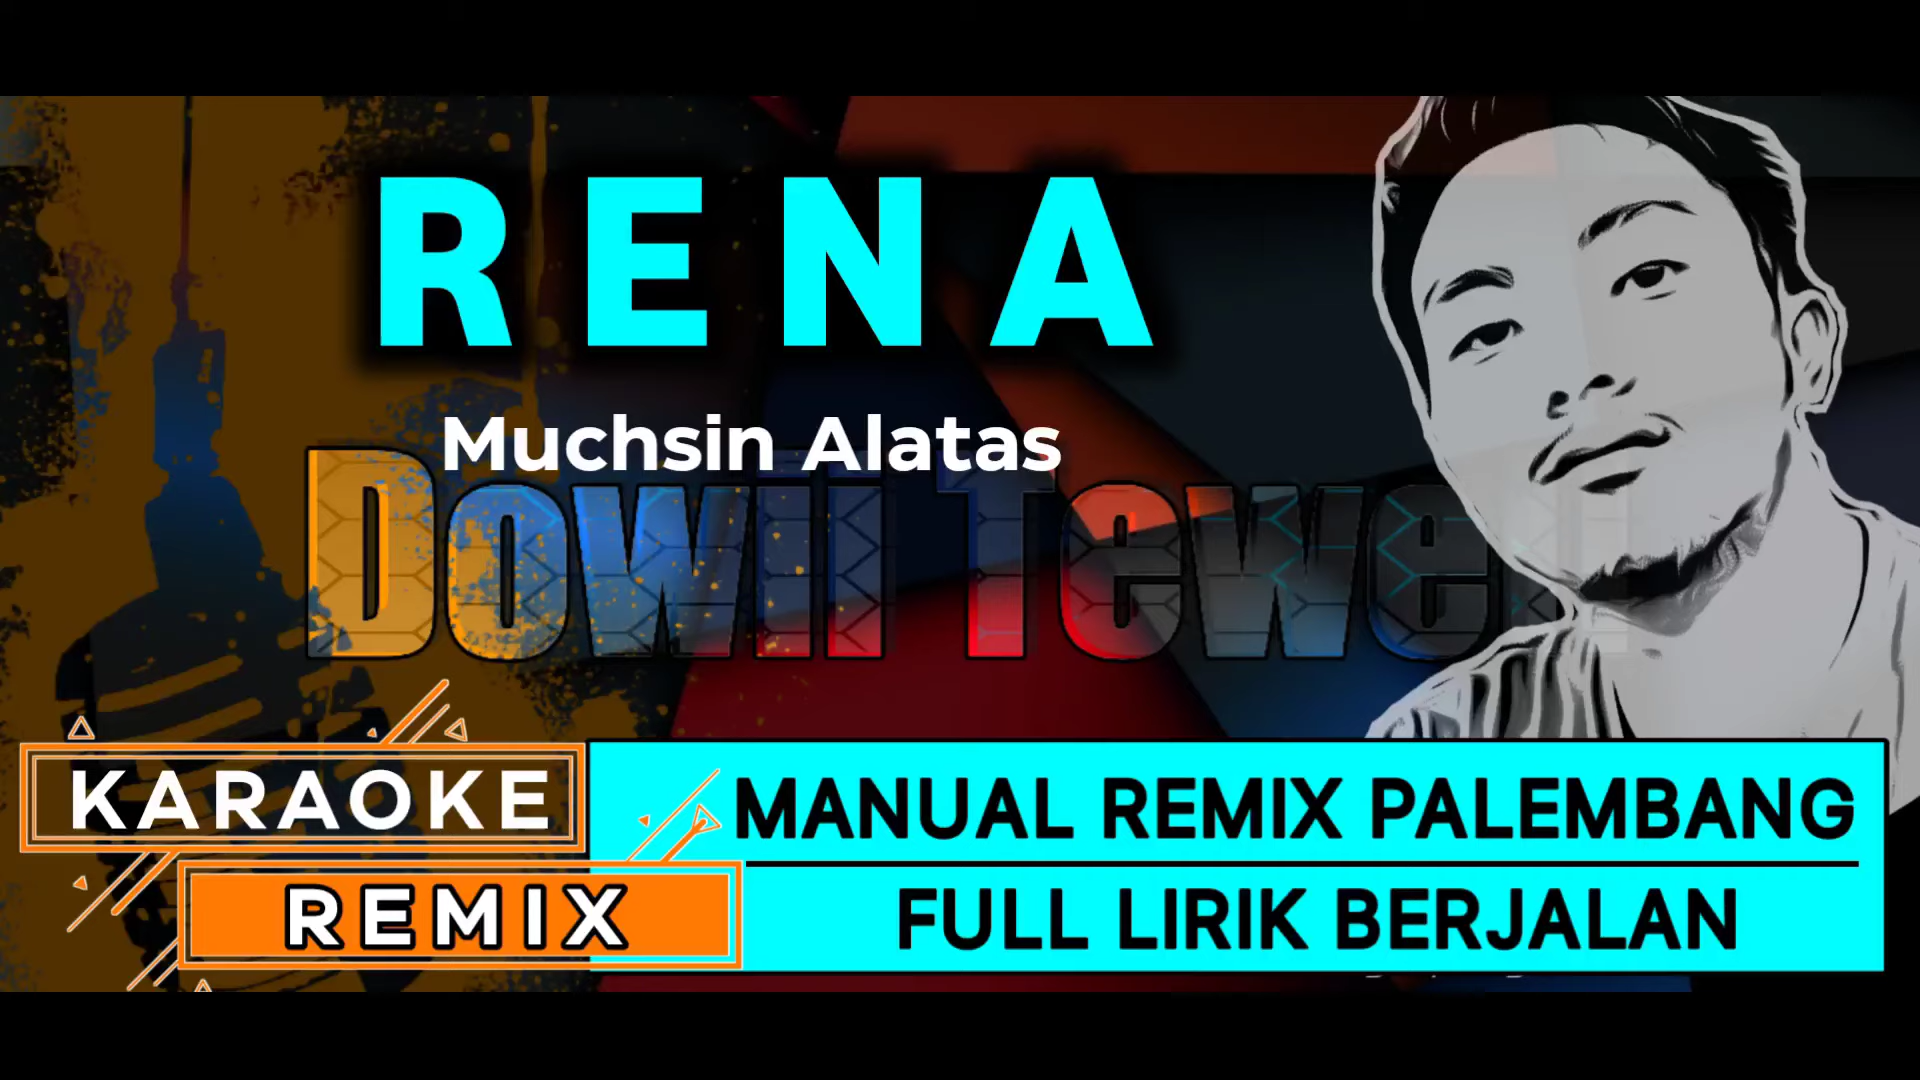 RENA
Muchsin Alatas
KARAOKE
REMIX
MANUAL REMIX PALEMBANG
FULL LIRIK BERJALAN